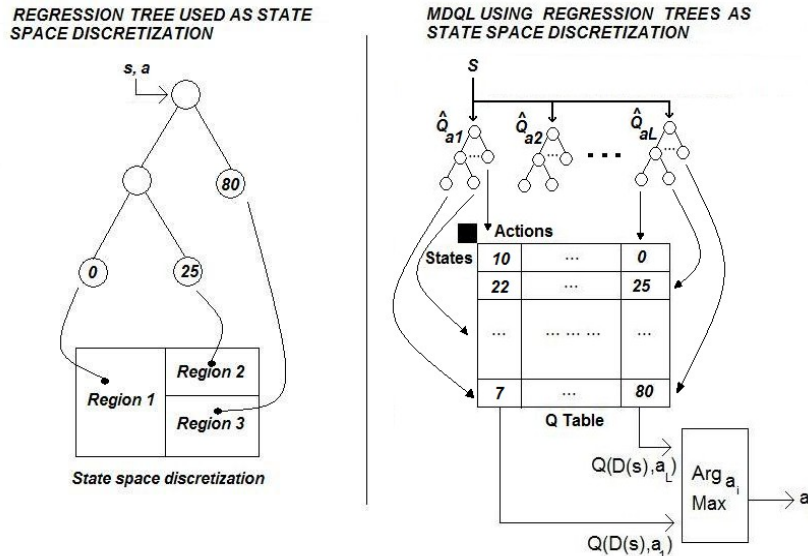 REGRESSION TREE USED AS STATE
SPACE DISCRETIZATION
s, a
80
0
25
Region 1
Region 2
Region 3
State space discretization
MDQL USING REGRESSION TREES AS
STATE SPACE DISCRETIZATION
S
Q̂a1
Q̂a2
...
Q̂aL
Actions
States
10 ... 0
22 ... 25
... ... ... ... ...
7 ... 80
Q Table
Q(D(s),aL)
Arg ai
Max
a
Q(D(s),a1)